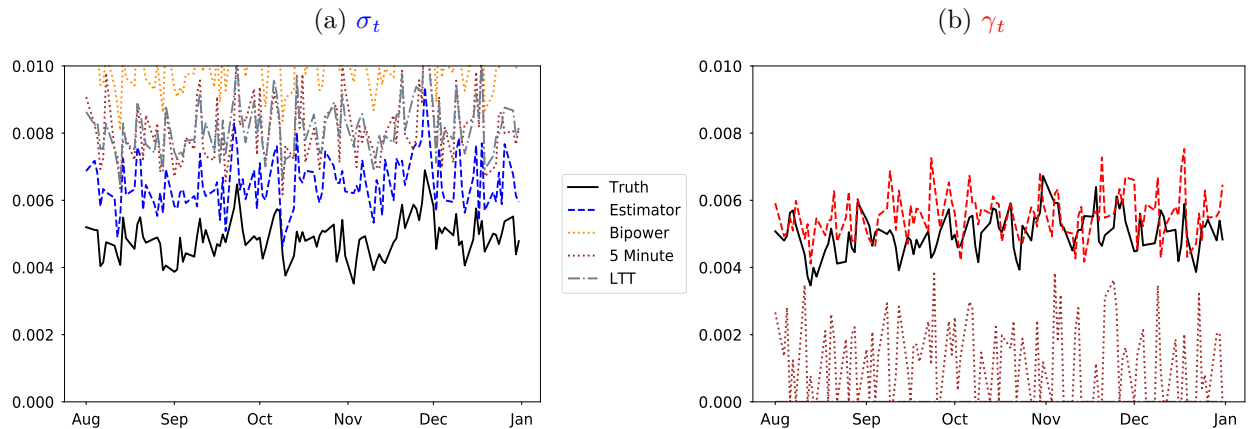 (a) σₜ
(b) γₜ
0.010
0.008
0.006
0.004
0.002
0.000
Aug Sep Oct Nov Dec Jan
Truth
Estimator
Bipower
5 Minute
LTT
0.010
0.008
0.006
0.004
0.002
0.000
Aug Sep Oct Nov Dec Jan